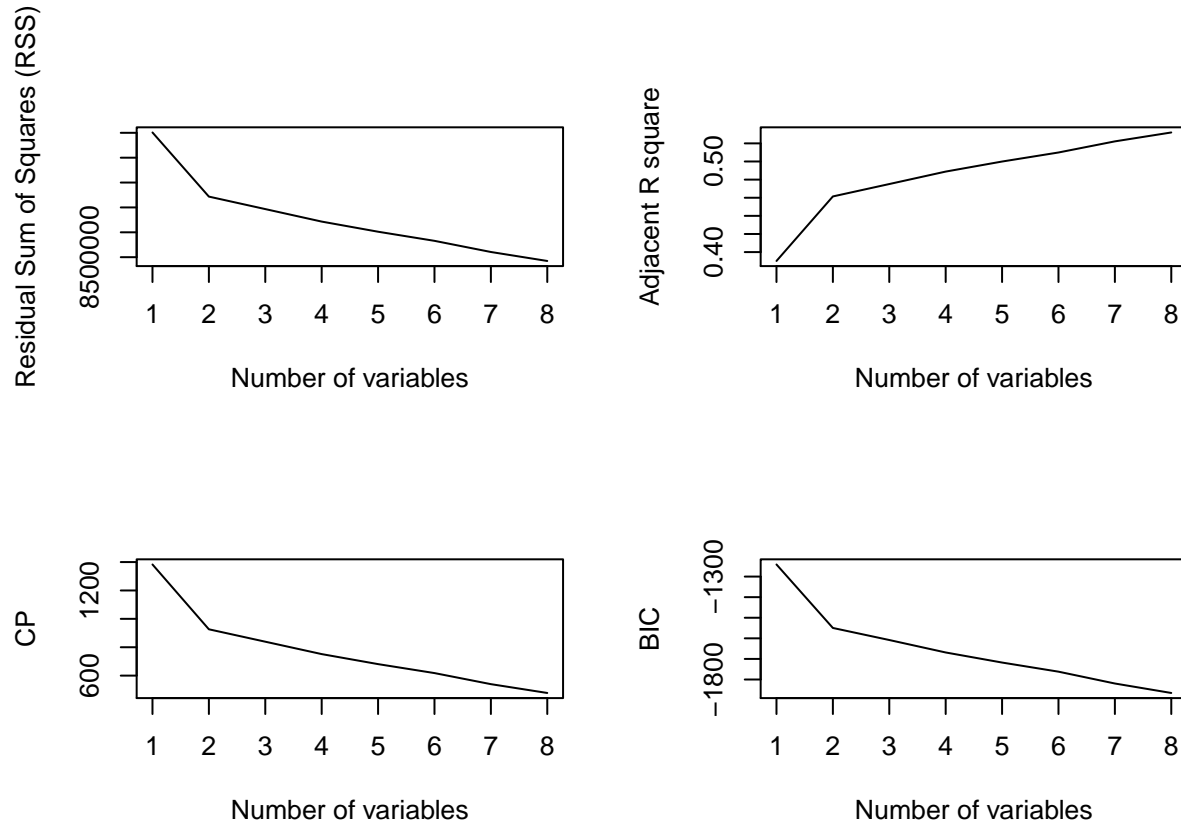 Residual Sum of Squares (RSS)
8500000
1 2 3 4 5 6 7 8
Number of variables
Adjacent R square
0.40 0.50
1 2 3 4 5 6 7 8
Number of variables
CP
600 1200
1 2 3 4 5 6 7 8
Number of variables
BIC
−1800 −1300
1 2 3 4 5 6 7 8
Number of variables